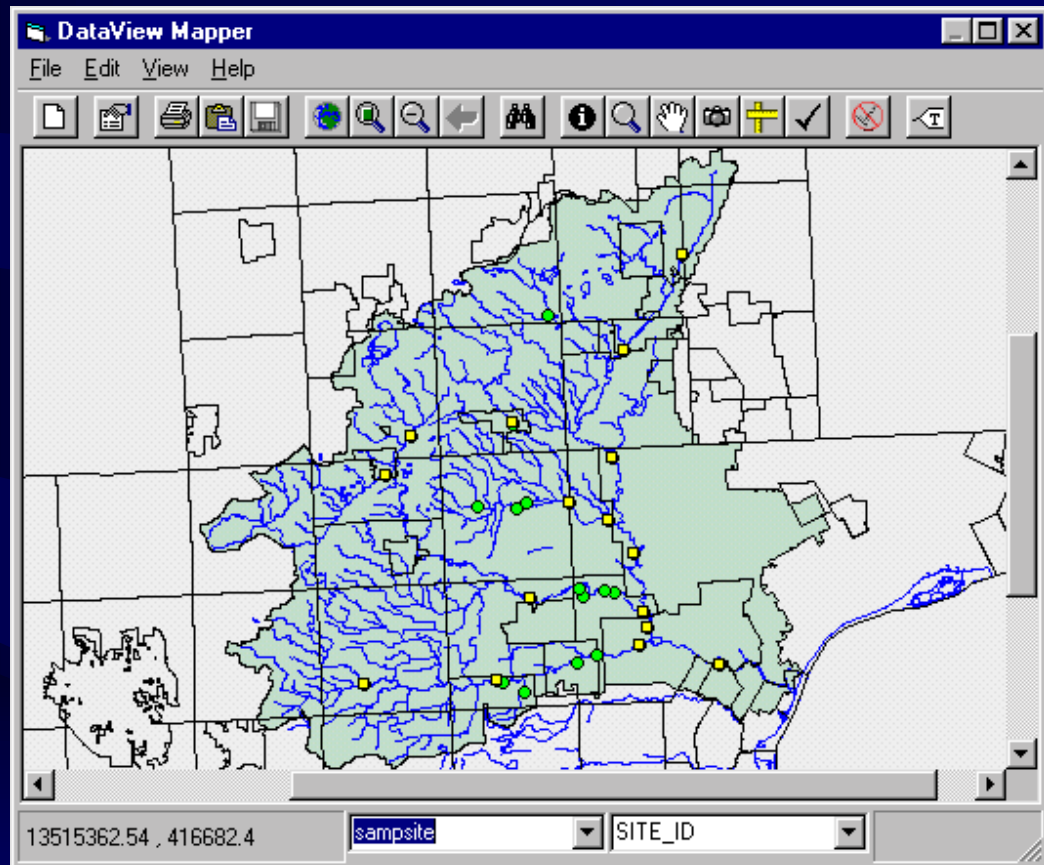 DataView Mapper
File Edit View Help
T
13515362.54 , 416682.4 sampsite SITE_ID